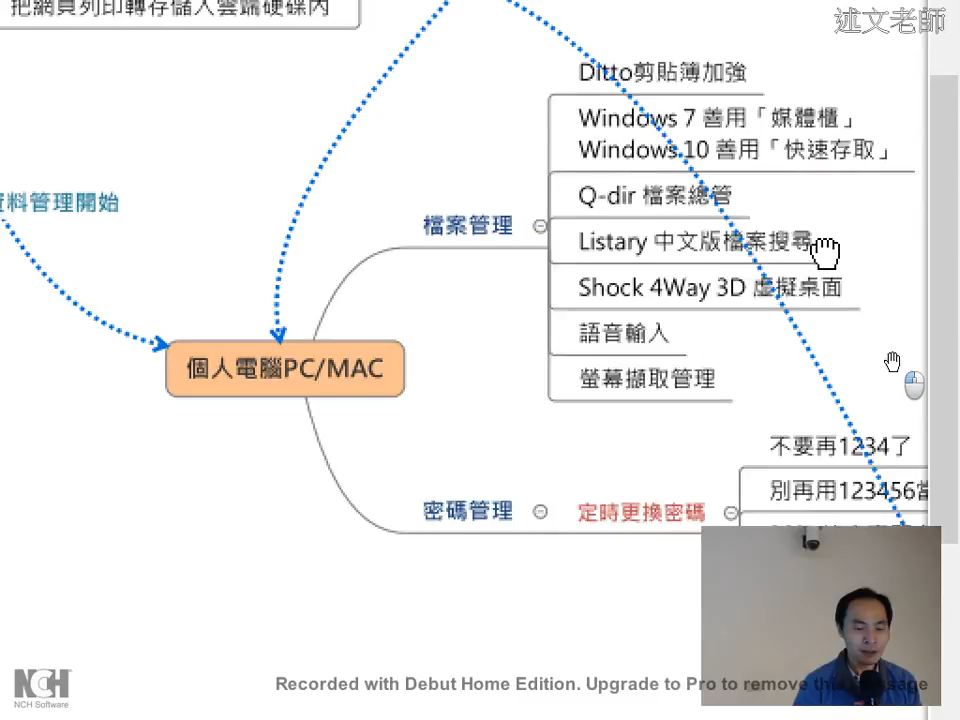 把網頁列印轉存儲入雲端硬碟內
述文老師
Ditto剪貼簿加強
Windows 7 善用「媒體櫃」
Windows 10 善用「快速存取」
Q-dir 檔案總管
資料管理開始
檔案管理
Listary 中文版檔案搜尋
Shock 4Way 3D 虛擬桌面
語音輸入
個人電腦PC/MAC
螢幕擷取管理
不要再1234了
別再用123456當
密碼管理
定時更換密碼
NCH
NCH Software
Recorded with Debut Home Edition. Upgrade to Pro to remove this message